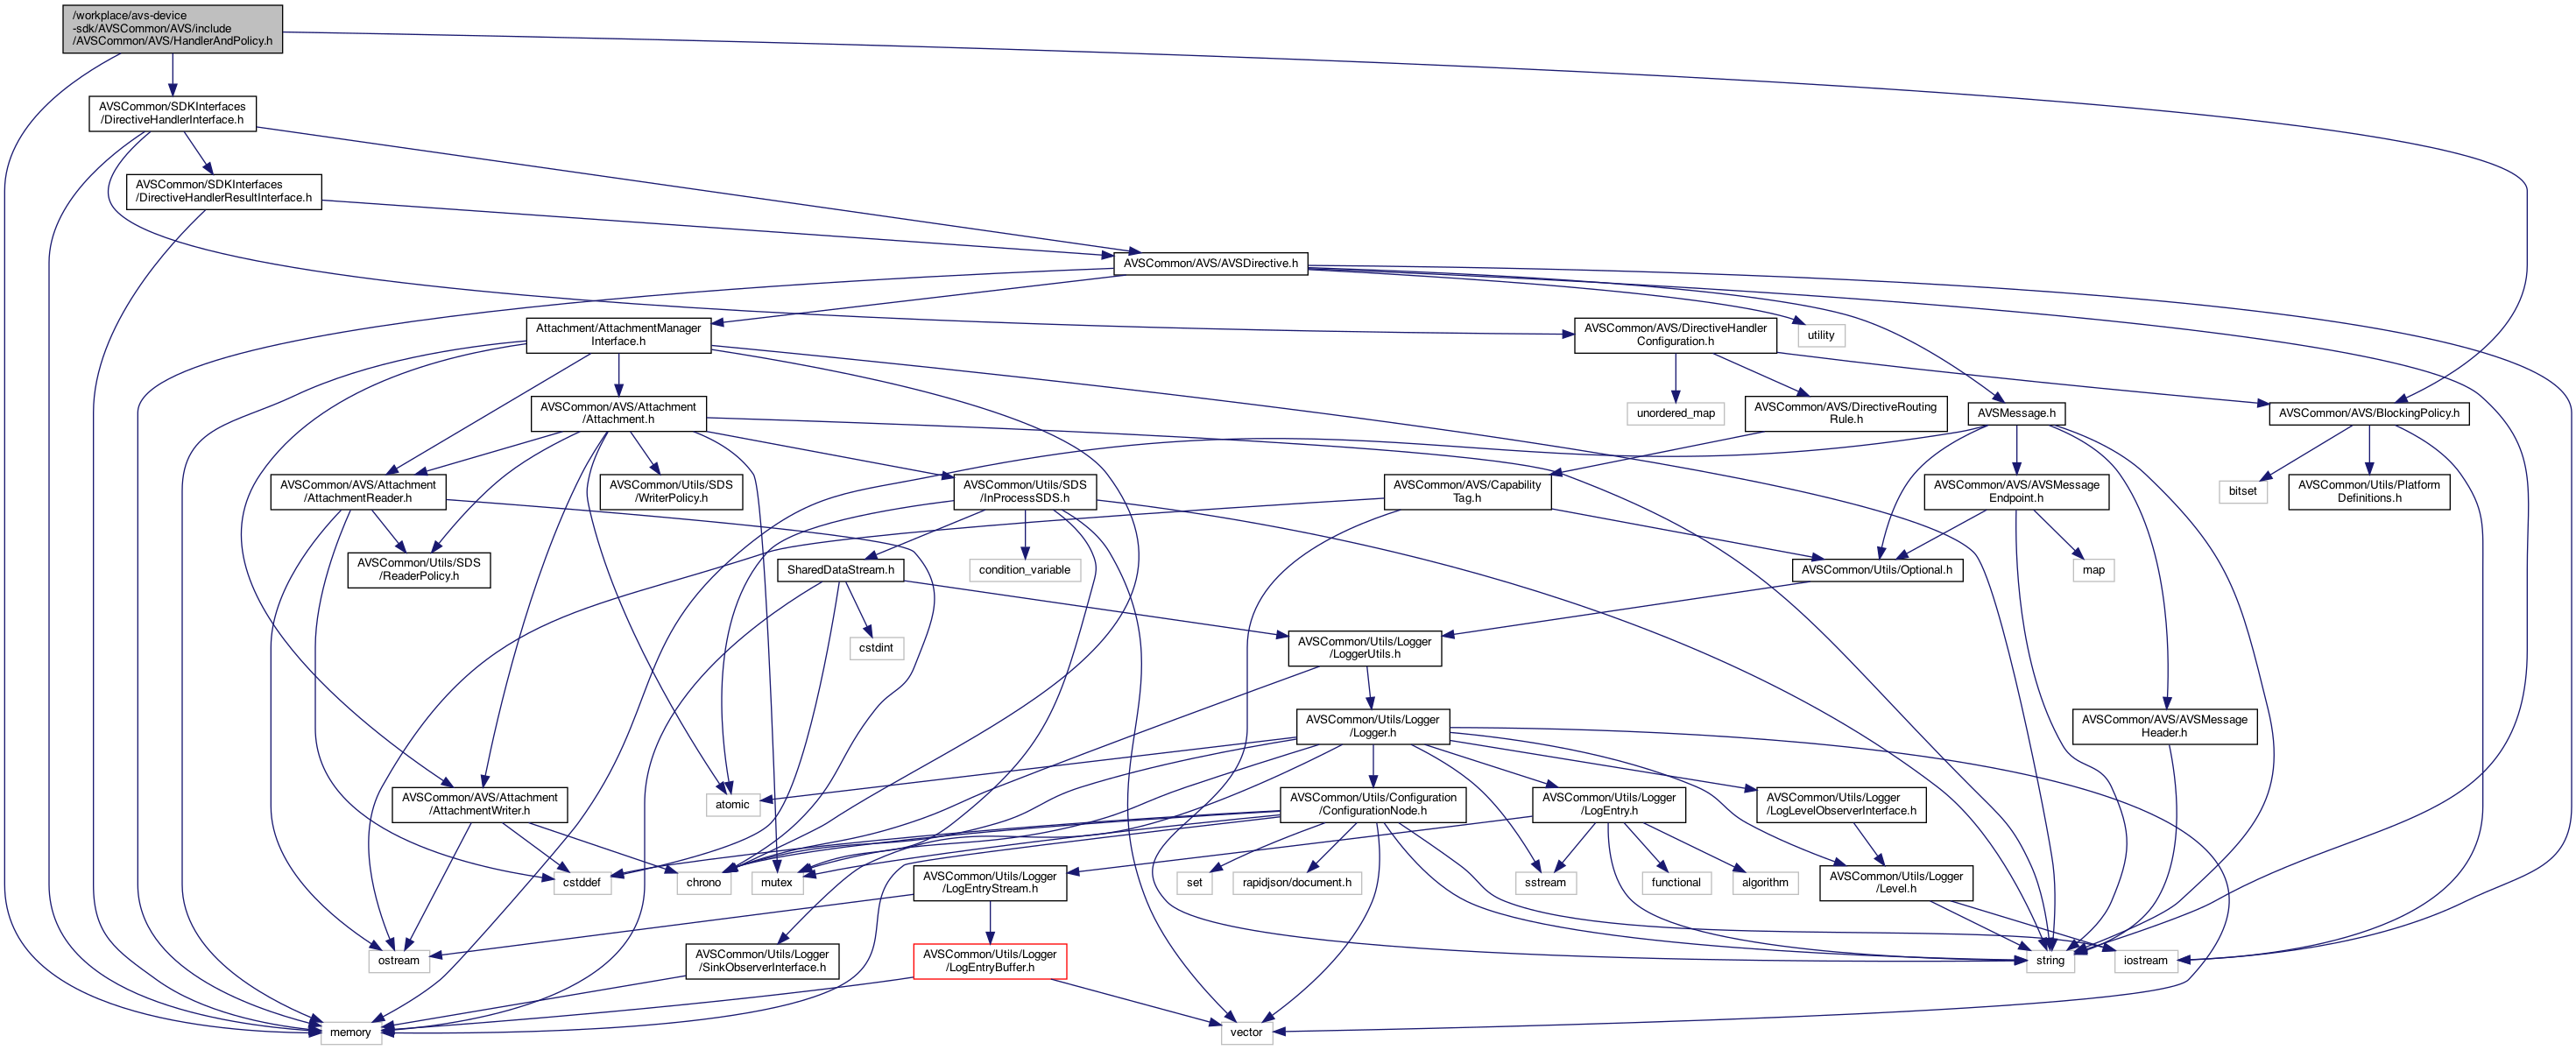 /workplace/avs-device
-sdk/AVSCommon/AVS/include
/AVSCommon/AVS/HandlerAndPolicy.h
AVSCommon/SDKInterfaces
/DirectiveHandlerInterface.h
AVSCommon/SDKInterfaces
/DirectiveHandlerResultInterface.h
AVSCommon/AVS/AVSDirective.h
Attachment/AttachmentManager
Interface.h
AVSCommon/AVS/DirectiveHandler
Configuration.h
utility
AVSCommon/AVS/Attachment
/Attachment.h
unordered_map
AVSCommon/AVS/DirectiveRouting
Rule.h
AVSMessage.h
AVSCommon/AVS/BlockingPolicy.h
AVSCommon/AVS/Attachment
/AttachmentReader.h
AVSCommon/Utils/SDS
/WriterPolicy.h
AVSCommon/Utils/SDS
/InProcessSDS.h
AVSCommon/AVS/Capability
Tag.h
AVSCommon/AVS/AVSMessage
Endpoint.h
bitset
AVSCommon/Utils/Platform
Definitions.h
AVSCommon/Utils/SDS
/ReaderPolicy.h
SharedDataStream.h
condition_variable
AVSCommon/Utils/Optional.h
map
cstdint
AVSCommon/Utils/Logger
/LoggerUtils.h
AVSCommon/Utils/Logger
/Logger.h
AVSCommon/AVS/AVSMessage
Header.h
AVSCommon/AVS/Attachment
/AttachmentWriter.h
atomic
AVSCommon/Utils/Configuration
/ConfigurationNode.h
AVSCommon/Utils/Logger
/LogEntry.h
AVSCommon/Utils/Logger
/LogLevelObserverInterface.h
cstddef
chrono
mutex
AVSCommon/Utils/Logger
/LogEntryStream.h
set
rapidjson/document.h
sstream
functional
algorithm
AVSCommon/Utils/Logger
/Level.h
ostream
AVSCommon/Utils/Logger
/SinkObserverInterface.h
AVSCommon/Utils/Logger
/LogEntryBuffer.h
string
iostream
memory
vector